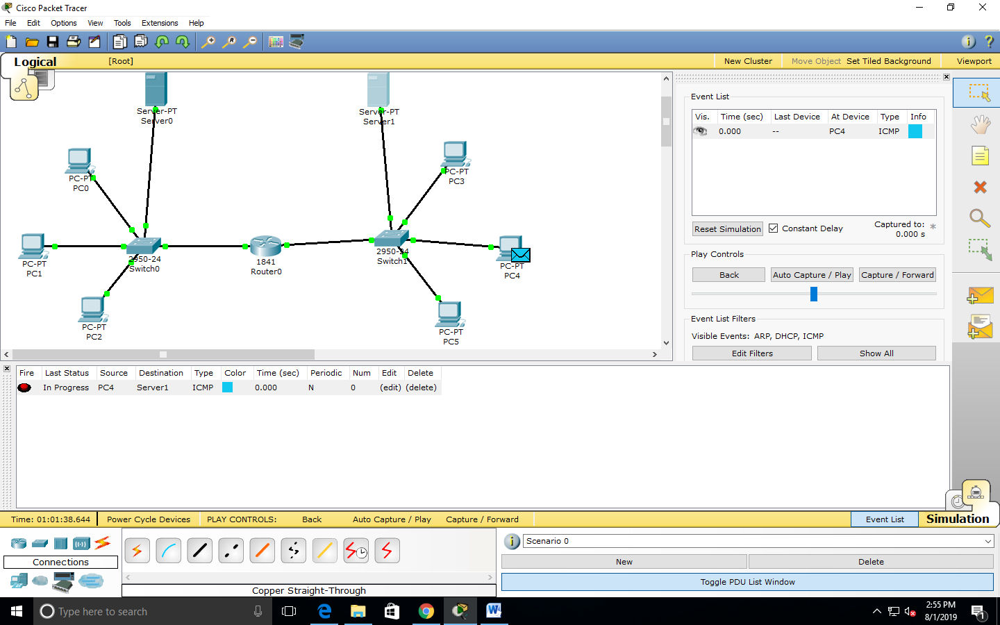 Cisco Packet Tracer
File Edit Options View Tools Extensions Help
Logical [Root] New Cluster Move Object Set Tiled Background Viewport
Server-PT
Server0
Server-PT
Server1
PC-PT
PC0
PC-PT
PC3
PC-PT
PC1
2950-24
Switch0
1841
Router0
2950-24
Switch1
PC-PT
PC4
PC-PT
PC2
PC-PT
PC5
Event List
Vis. Time (sec) Last Device At Device Type Info
0.000 -- PC4 ICMP
Reset Simulation Constant Delay Captured to: *
0.000 s
Play Controls
Back Auto Capture / Play Capture / Forward
Event List Filters
Visible Events: ARP, DHCP, ICMP
Edit Filters Show All
Fire Last Status Source Destination Type Color Time (sec) Periodic Num Edit Delete
In Progress PC4 Server1 ICMP 0.000 N 0 (edit) (delete)
Time: 01:01:38.644 Power Cycle Devices PLAY CONTROLS: Back Auto Capture / Play Capture / Forward Event List Simulation
Connections
Copper Straight-Through
Scenario 0
New Delete
Toggle PDU List Window
Type here to search
2:55 PM
8/1/2019
1